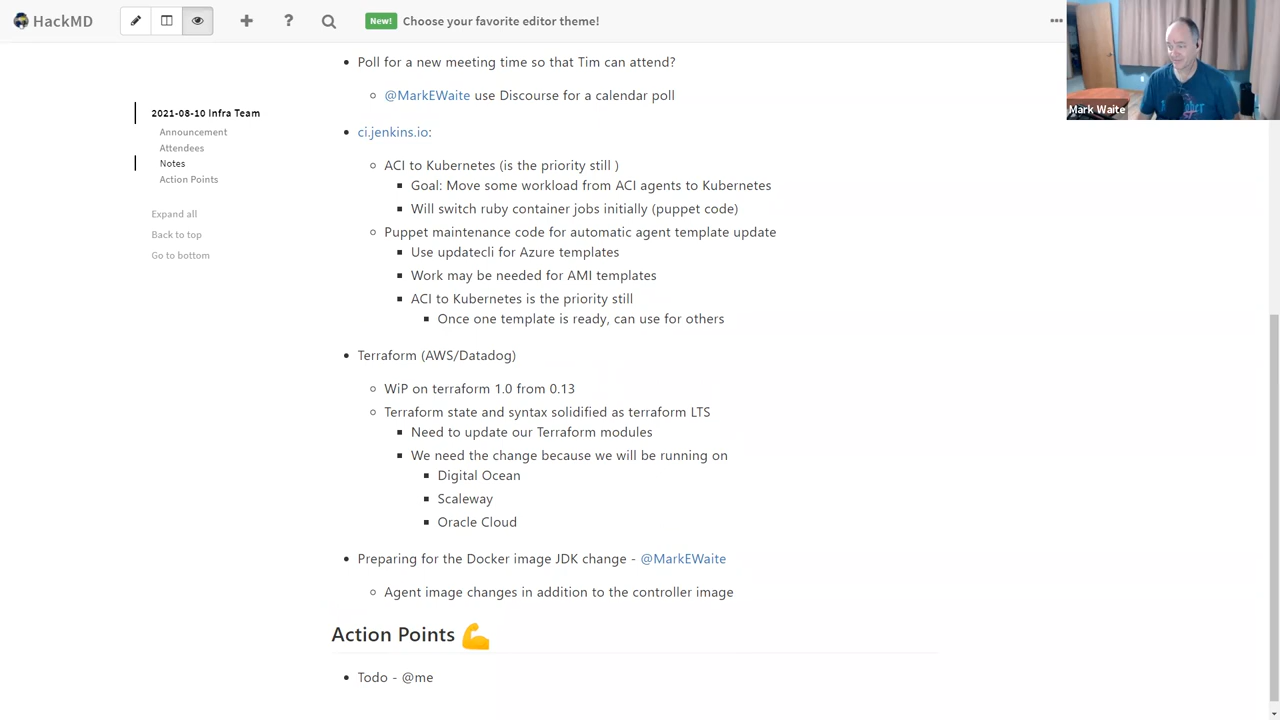 HackMD
New! Choose your favorite editor theme!
Mark Waite
2021-08-10 Infra Team
Announcement
Attendees
Notes
Action Points
Expand all
Back to top
Go to bottom
Poll for a new meeting time so that Tim can attend?
@MarkEWaite use Discourse for a calendar poll
ci.jenkins.io:
ACI to Kubernetes (is the priority still )
Goal: Move some workload from ACI agents to Kubernetes
Will switch ruby container jobs initially (puppet code)
Puppet maintenance code for automatic agent template update
Use updatecli for Azure templates
Work may be needed for AMI templates
ACI to Kubernetes is the priority still
Once one template is ready, can use for others
Terraform (AWS/Datadog)
WiP on terraform 1.0 from 0.13
Terraform state and syntax solidified as terraform LTS
Need to update our Terraform modules
We need the change because we will be running on
Digital Ocean
Scaleway
Oracle Cloud
Preparing for the Docker image JDK change - @MarkEWaite
Agent image changes in addition to the controller image
Action Points 💪
Todo - @me